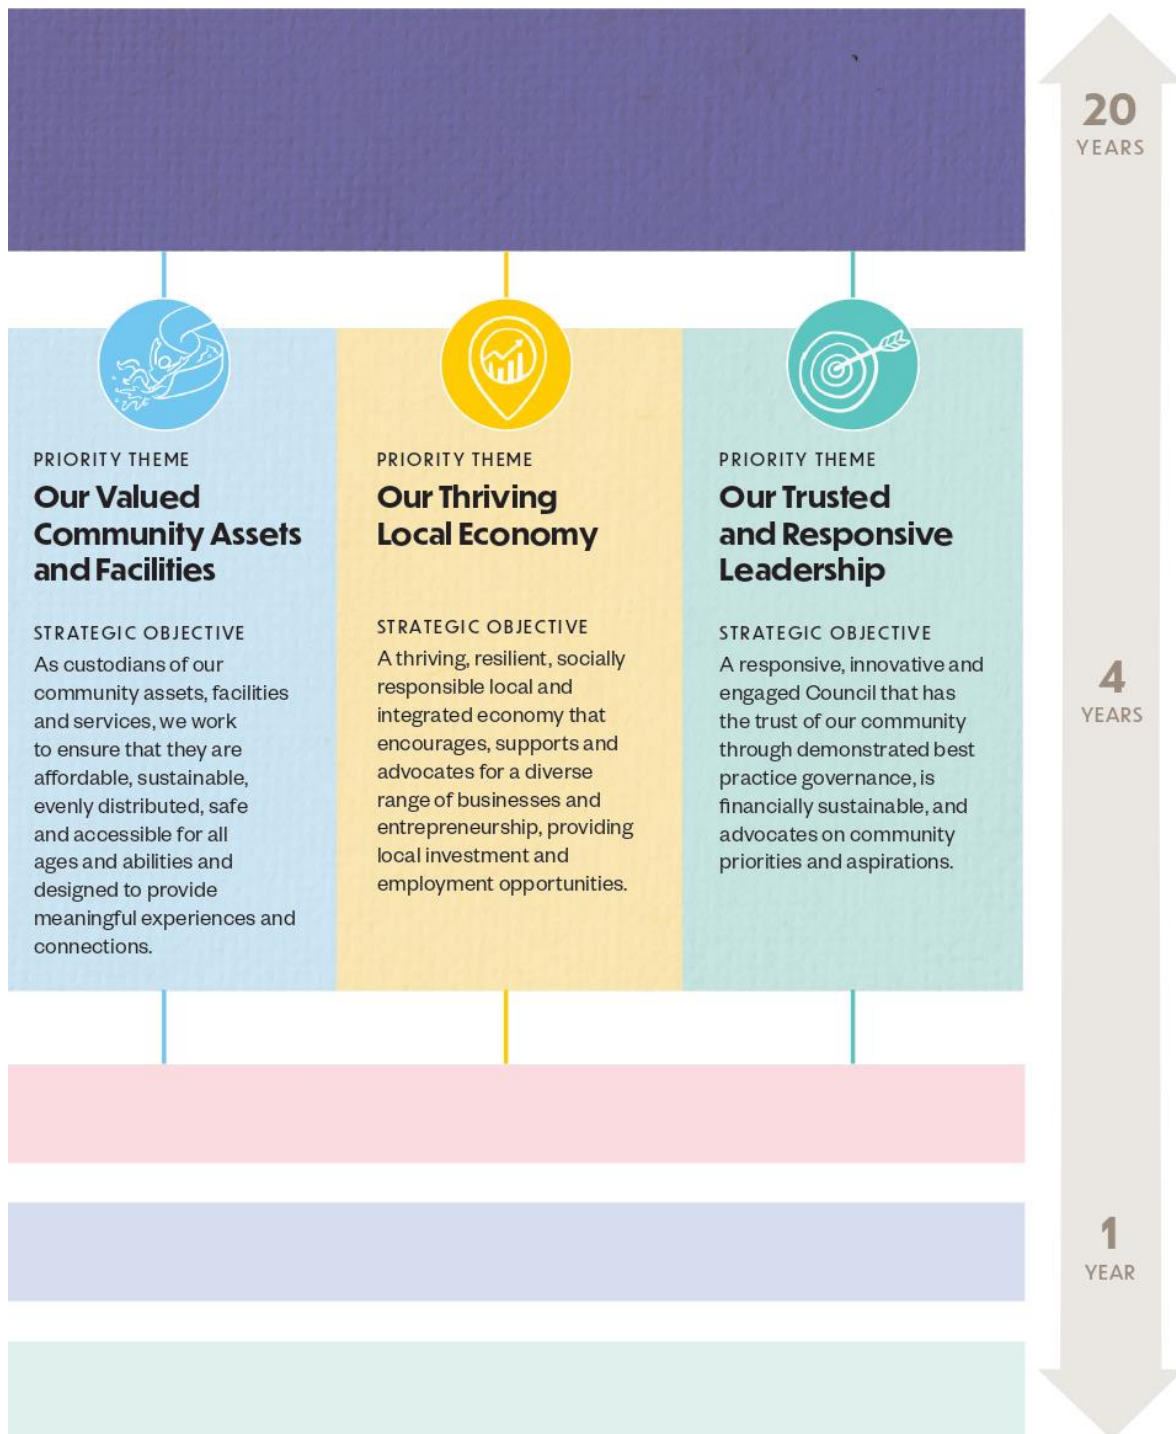 20
YEARS
PRIORITY THEME
Our Valued
Community Assets
and Facilities
STRATEGIC OBJECTIVE
As custodians of our
community assets, facilities
and services, we work
to ensure that they are
affordable, sustainable,
evenly distributed, safe
and accessible for all
ages and abilities and
designed to provide
meaningful experiences and
connections.
PRIORITY THEME
Our Thriving
Local Economy
STRATEGIC OBJECTIVE
A thriving, resilient, socially
responsible local and
integrated economy that
encourages, supports and
advocates for a diverse
range of businesses and
entrepreneurship, providing
local investment and
employment opportunities.
PRIORITY THEME
Our Trusted
and Responsive
Leadership
STRATEGIC OBJECTIVE
A responsive, innovative and
engaged Council that has
the trust of our community
through demonstrated best
practice governance, is
financially sustainable, and
advocates on community
priorities and aspirations.
4
YEARS
1
YEAR